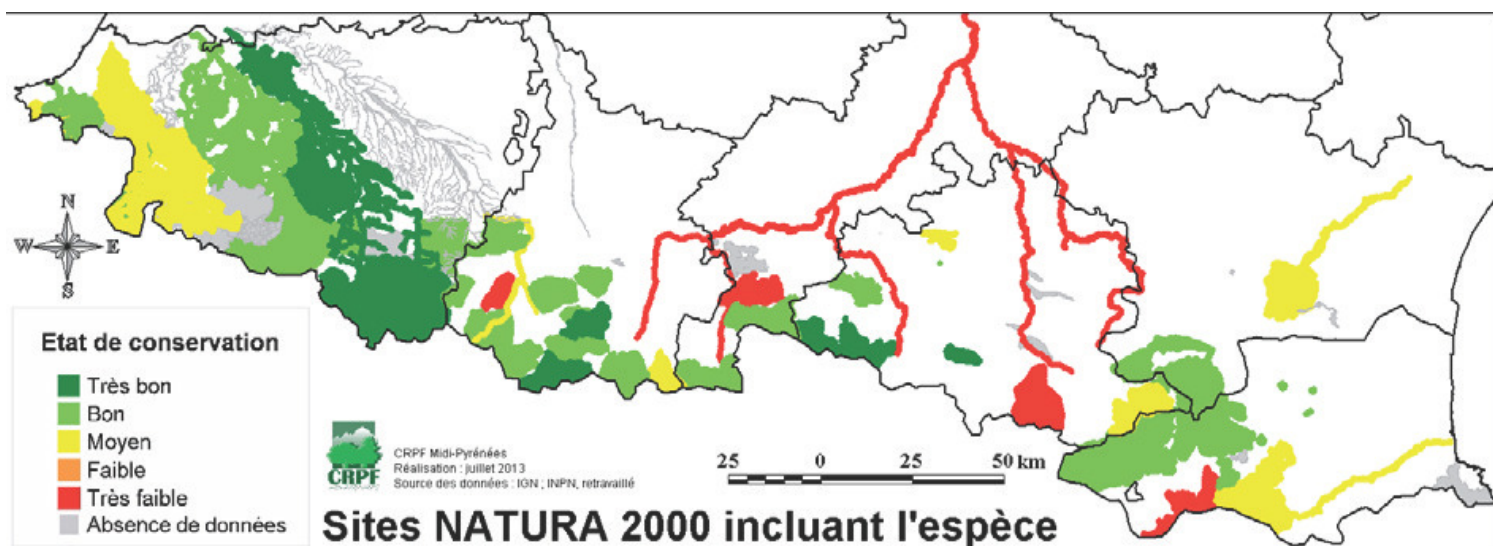 N
W E
S
Etat de conservation
Très bon
Bon
Moyen
Faible
Très faible
Absence de données
CRPF
CRPF Midi-Pyrénées
Réalisation : juillet 2013
Source des données : IGN ; INPN, retravaillé
25 0 25 50 km
Sites NATURA 2000 incluant l'espèce